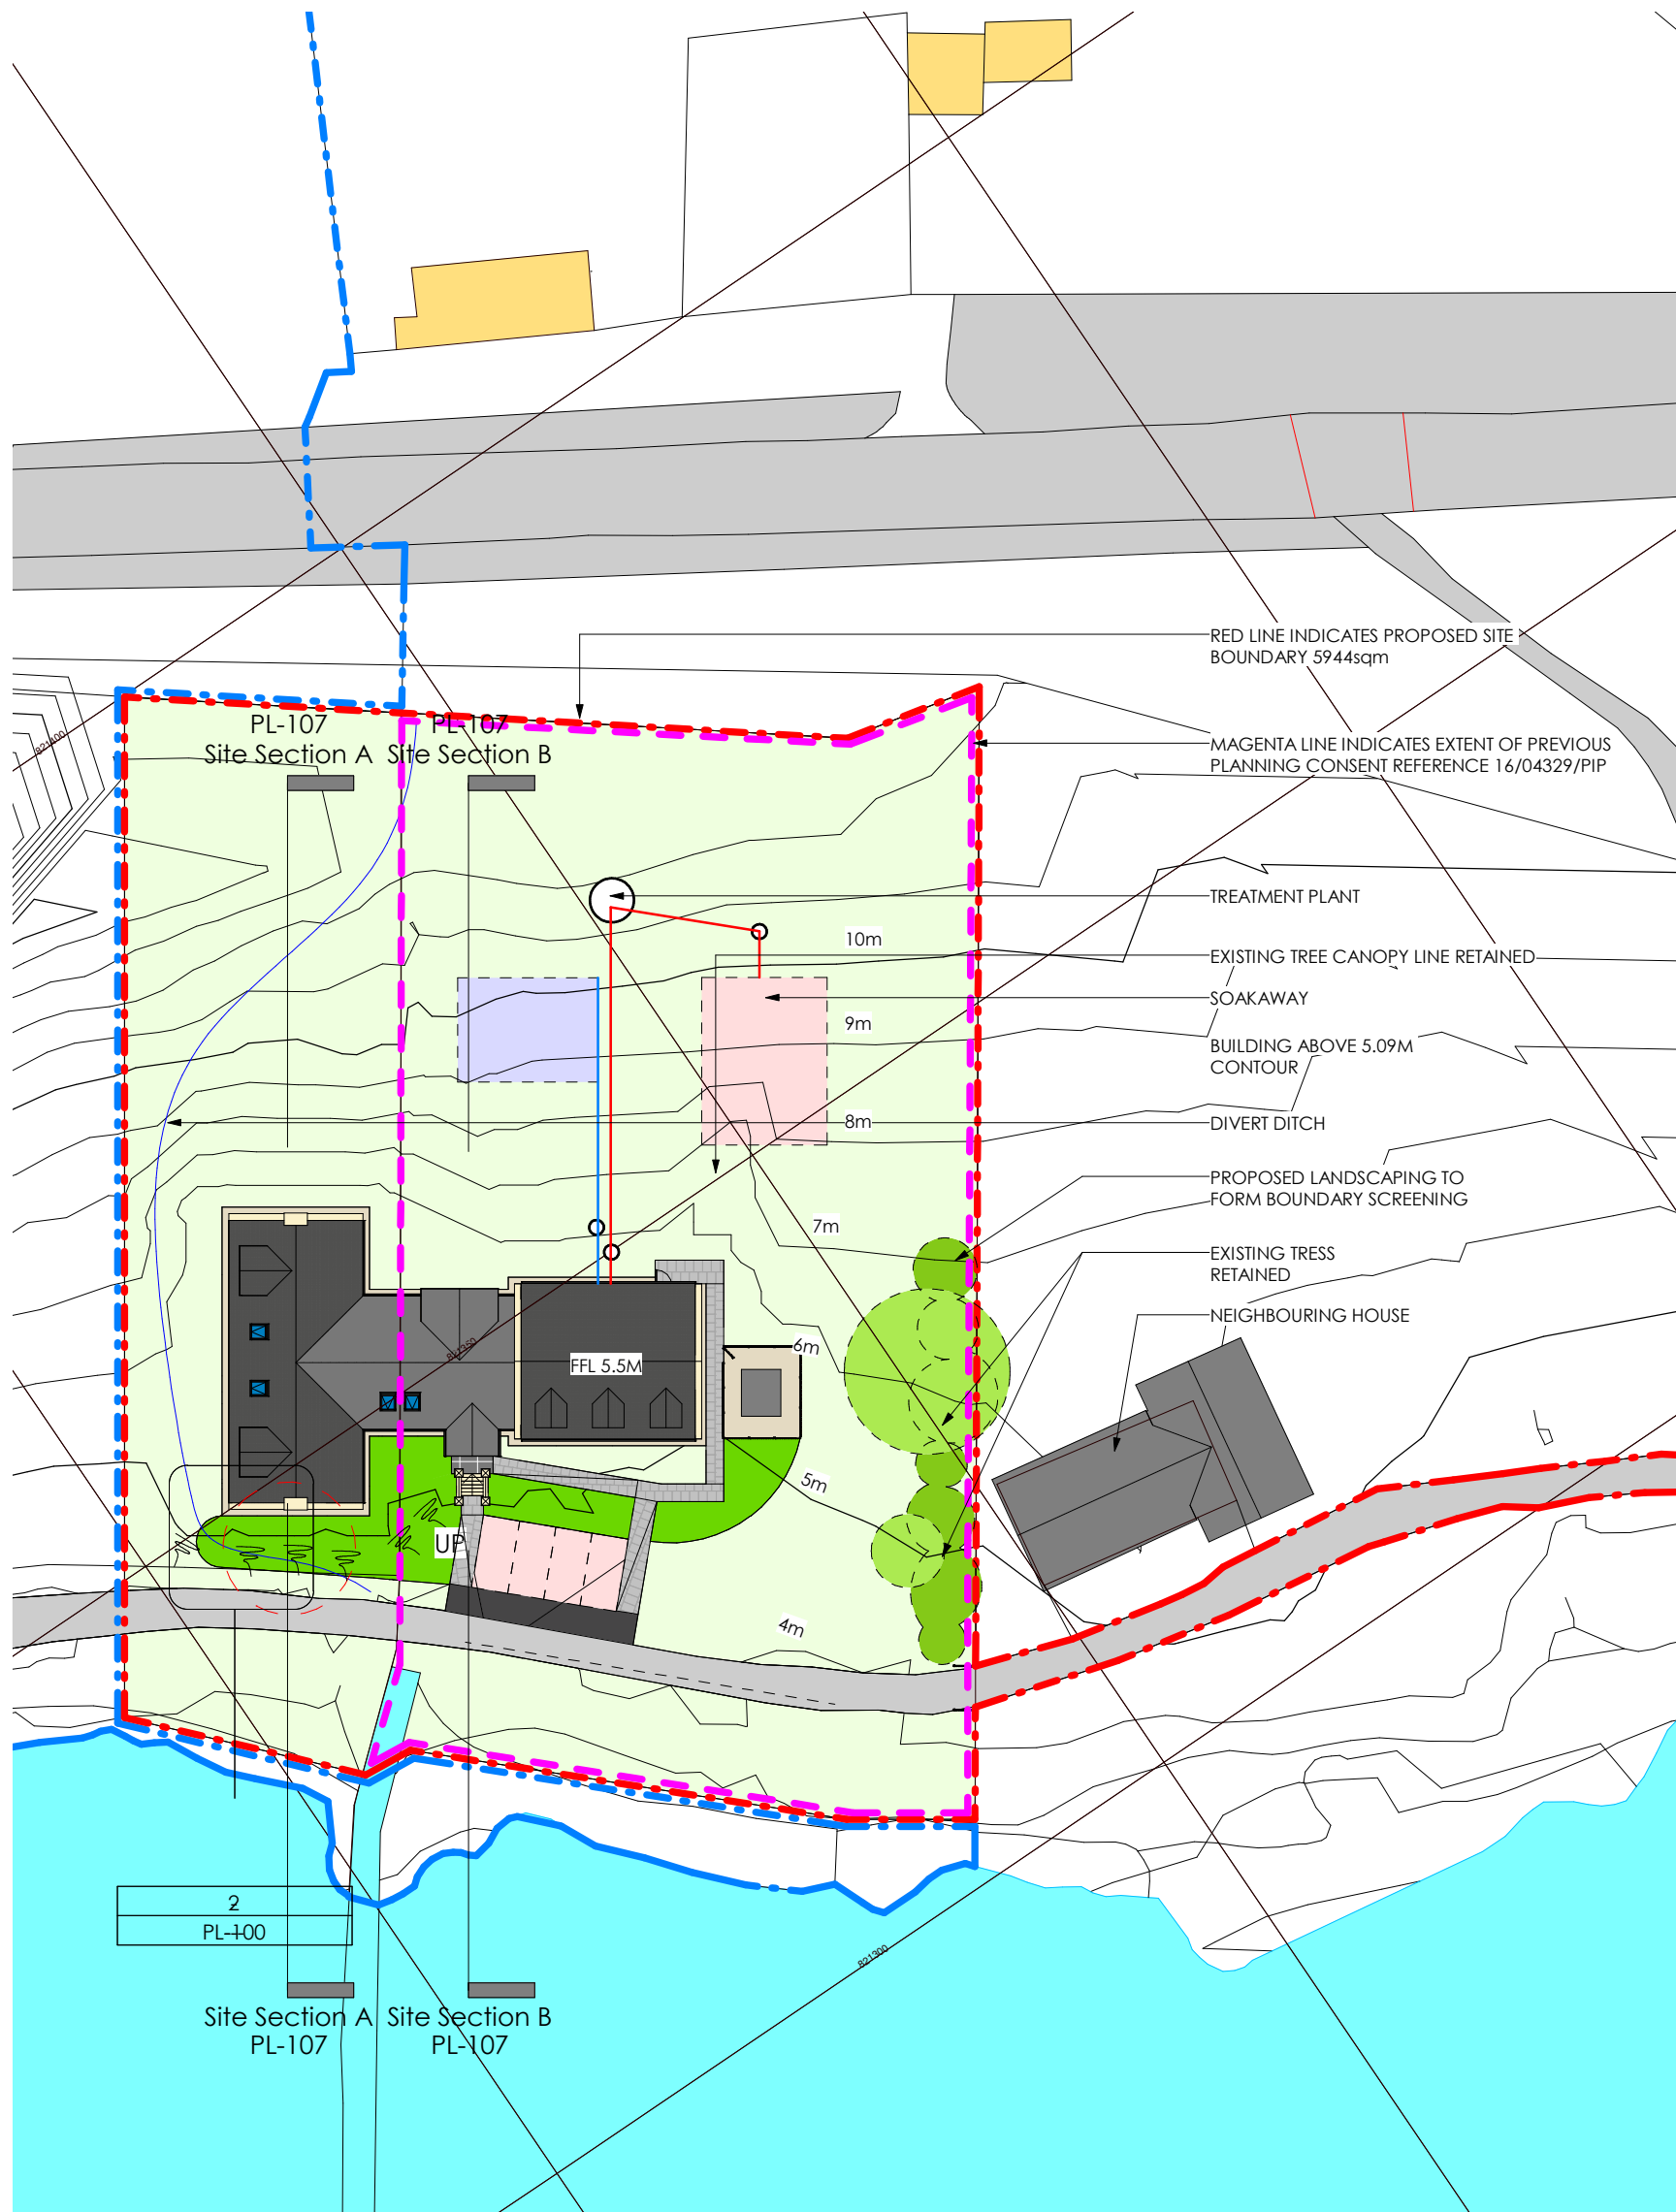 RED LINE INDICATES PROPOSED SITE
BOUNDARY 5944sqm
PL-107
Site Section A
PL-107
Site Section B
821400
MAGENTA LINE INDICATES EXTENT OF PREVIOUS
PLANNING CONSENT REFERENCE 16/04329/PIP
TREATMENT PLANT
10m
EXISTING TREE CANOPY LINE RETAINED
SOAKAWAY
9m
BUILDING ABOVE 5.09M
CONTOUR
8m
DIVERT DITCH
PROPOSED LANDSCAPING TO
FORM BOUNDARY SCREENING
7m
EXISTING TRESS
RETAINED
NEIGHBOURING HOUSE
6m
FFL 5.5M
5m
UP
4m
2
PL-100
821300
Site Section A
PL-107
Site Section B
PL-107